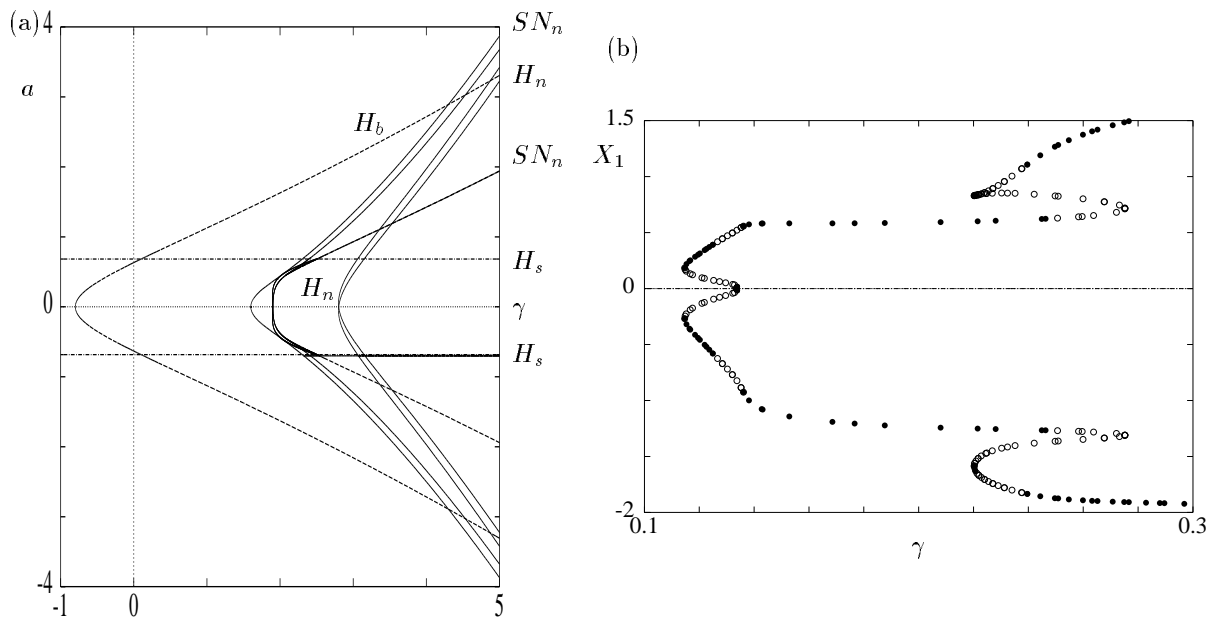 (a) 4
a
0
-4
-1 0 5
H_b
H_n
SN_n
H_n
SN_n
H_s
γ
H_s
(b)
1.5
X_1
0
-2
0.1 0.3
γ